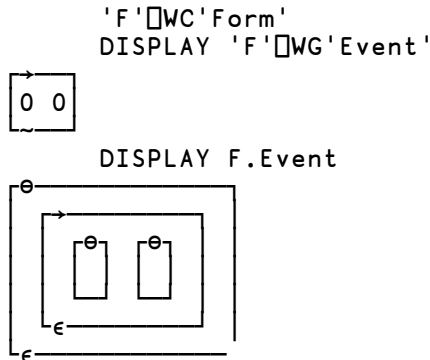 'F'⎕WC'Form'
DISPLAY 'F'⎕WG'Event'
┌→──┐
│0 0│
└~──┘
DISPLAY F.Event
┌⊖────────────┐
│ ┌→────────┐ │
│ │ ┌⊖┐ ┌⊖┐ │ │
│ │ │ │ │ │ │ │
│ │ └─┘ └─┘ │ │
│ └∊────────┘ │
└∊────────────